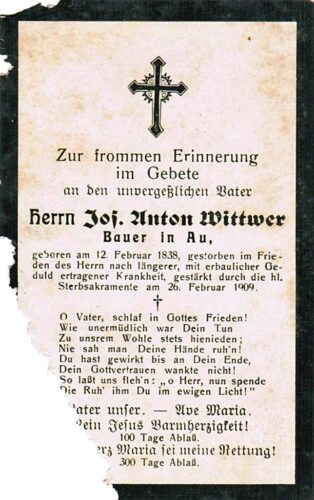 Zur frommen Erinnerung
im Gebete
an den unvergeßlichen Vater
Herrn Jos. Anton Wittwer
Bauer in Au,
geboren am 12. Februar 1838, gestorben im Frie-
den des Herrn nach längerer, mit erbaulicher Ge-
duld ertragener Krankheit, gestärkt durch die hl.
Sterbsakramente am 26. Februar 1909.
O Vater, schlaf in Gottes Frieden!
Wie unermüdlich war Dein Tun
Zu unsrem Wohle stets hienieden;
Nie sah man Deine Hände ruh'n!
Du hast gewirkt bis an Dein Ende,
Dein Gottvertrauen wankte nicht!
So laßt uns fleh'n: „o Herr, nun spende
Die Ruh' ihm Du im ewigen Licht!"
Vater unser. — Ave Maria.
Mein Jesus Barmherzigkeit!
100 Tage Ablaß.
erz Maria sei meine Rettung!
300 Tage Ablaß.